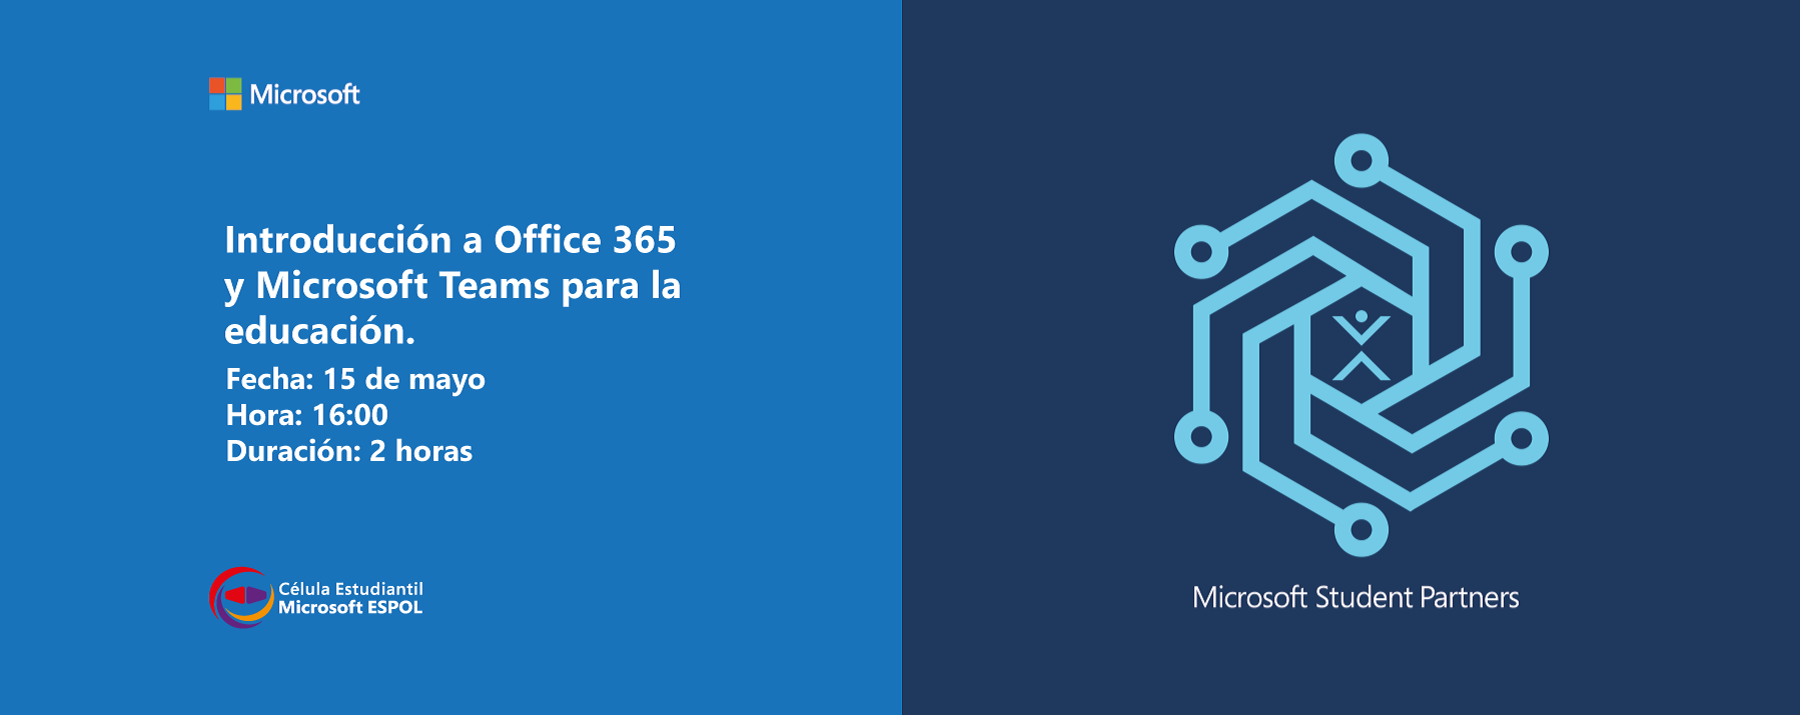 Microsoft
Introducción a Office 365
y Microsoft Teams para la
educación.
Fecha: 15 de mayo
Hora: 16:00
Duración: 2 horas
Célula Estudiantil
Microsoft ESPOL
Microsoft Student Partners